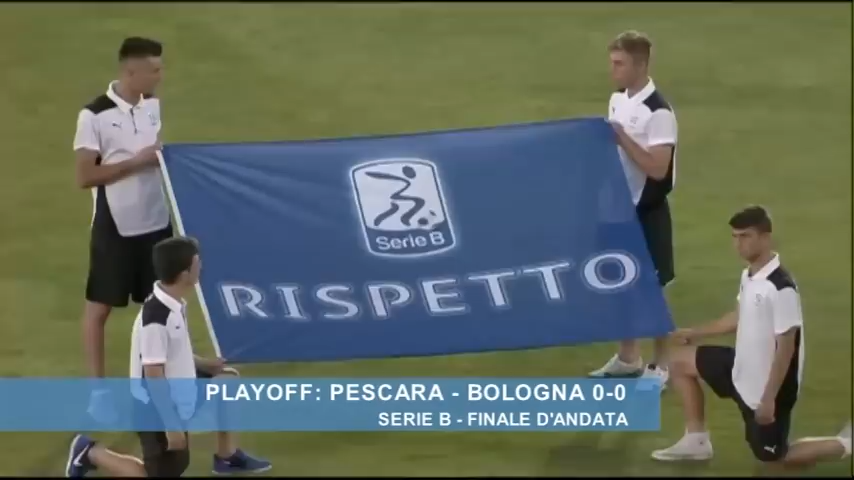 Serie B
RISPETTO
PLAYOFF: PESCARA - BOLOGNA 0-0
SERIE B - FINALE D'ANDATA